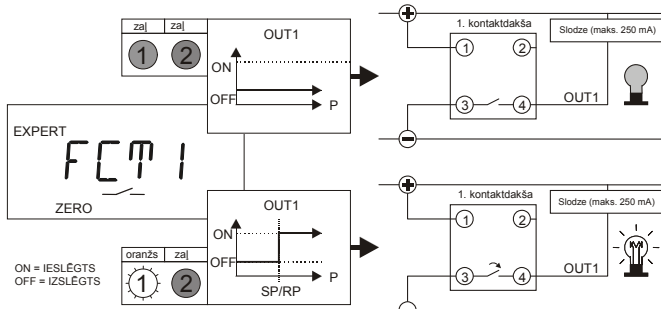 zaļ zaļ
1 2
OUT1
ON
OFF
P
1. kontaktdakša
1 2
3 4
OUT1
Slodze (maks. 250 mA)
EXPERT
FCT1
ZERO
oranžs zaļ
1 2
ON = IESLĒGTS
OFF = IZSLĒGTS
OUT1
ON
OFF
P
SP/RP
1. kontaktdakša
1 2
3 4
OUT1
Slodze (maks. 250 mA)